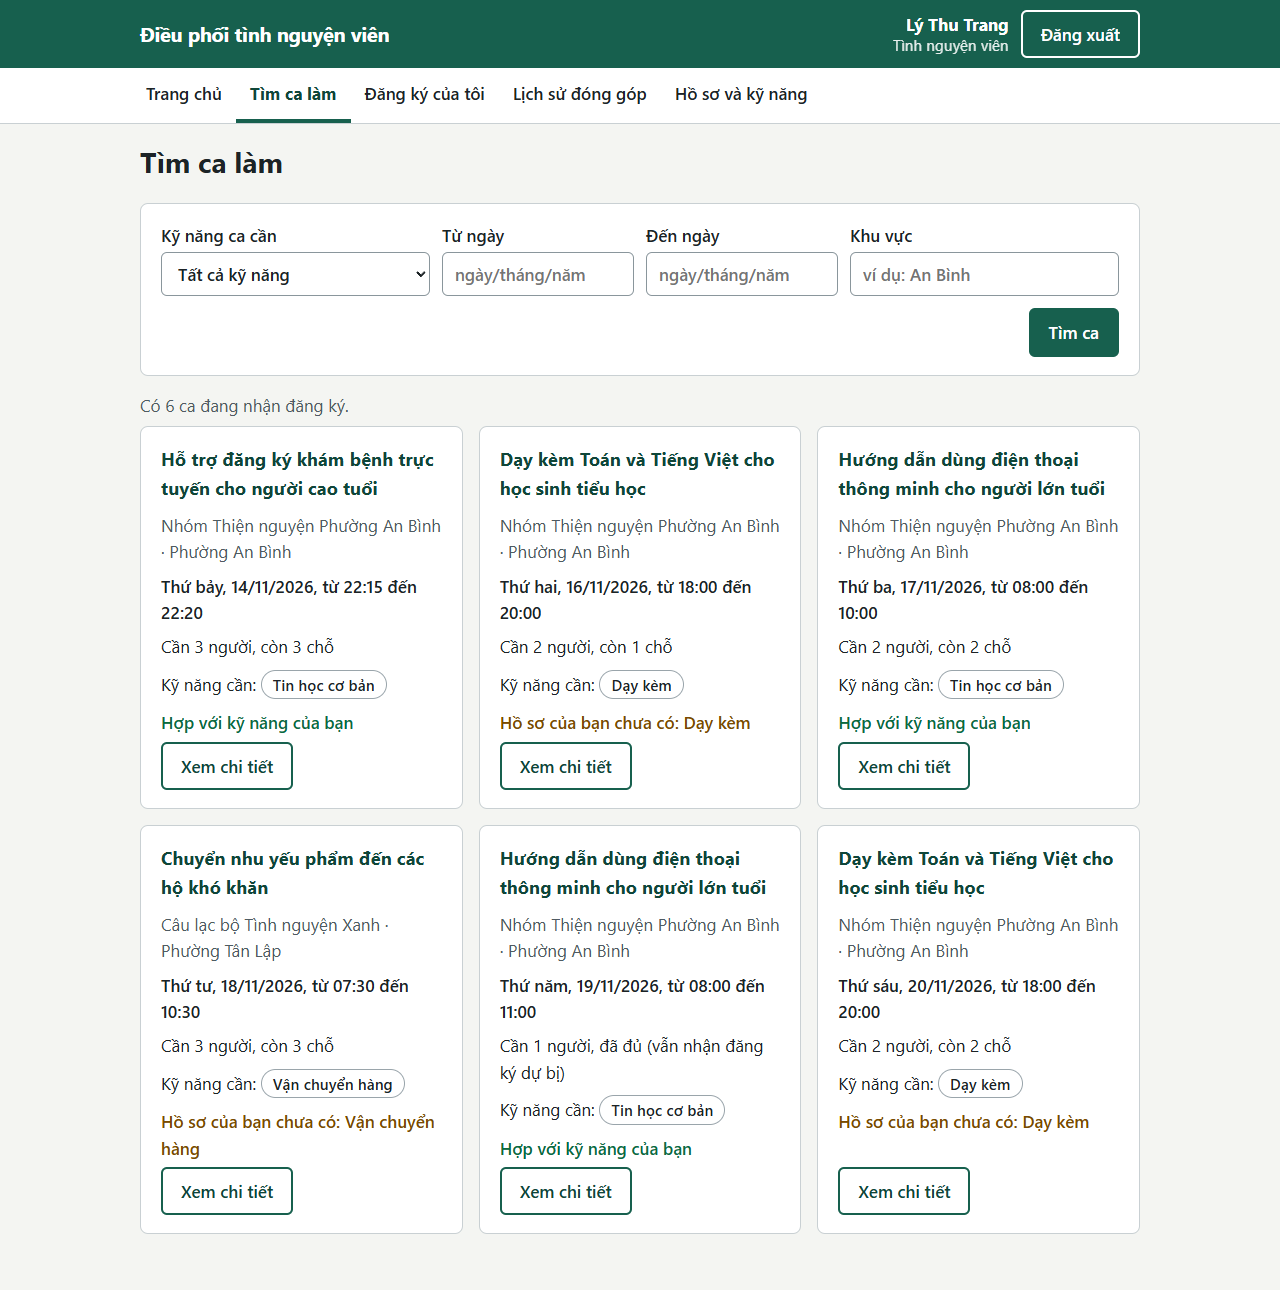 Điều phối tình nguyện viên
Lý Thu Trang
Tình nguyện viên
Đăng xuất
Trang chủ
Tìm ca làm
Đăng ký của tôi
Lịch sử đóng góp
Hồ sơ và kỹ năng
Tìm ca làm
Kỹ năng ca cần
Từ ngày
Đến ngày
Khu vực
Tất cả kỹ năng
ngày/tháng/năm
ngày/tháng/năm
ví dụ: An Bình
Tìm ca
Có 6 ca đang nhận đăng ký.
Hỗ trợ đăng ký khám bệnh trực
tuyến cho người cao tuổi
Nhóm Thiện nguyện Phường An Bình
· Phường An Bình
Thứ bảy, 14/11/2026, từ 22:15 đến
22:20
Cần 3 người, còn 3 chỗ
Kỹ năng cần: Tin học cơ bản
Hợp với kỹ năng của bạn
Xem chi tiết
Dạy kèm Toán và Tiếng Việt cho
học sinh tiểu học
Nhóm Thiện nguyện Phường An Bình
· Phường An Bình
Thứ hai, 16/11/2026, từ 18:00 đến
20:00
Cần 2 người, còn 1 chỗ
Kỹ năng cần: Dạy kèm
Hồ sơ của bạn chưa có: Dạy kèm
Xem chi tiết
Hướng dẫn dùng điện thoại
thông minh cho người lớn tuổi
Nhóm Thiện nguyện Phường An Bình
· Phường An Bình
Thứ ba, 17/11/2026, từ 08:00 đến
10:00
Cần 2 người, còn 2 chỗ
Kỹ năng cần: Tin học cơ bản
Hợp với kỹ năng của bạn
Xem chi tiết
Chuyển nhu yếu phẩm đến các
hộ khó khăn
Câu lạc bộ Tình nguyện Xanh ·
Phường Tân Lập
Thứ tư, 18/11/2026, từ 07:30 đến
10:30
Cần 3 người, còn 3 chỗ
Kỹ năng cần: Vận chuyển hàng
Hồ sơ của bạn chưa có: Vận chuyển
hàng
Xem chi tiết
Hướng dẫn dùng điện thoại
thông minh cho người lớn tuổi
Nhóm Thiện nguyện Phường An Bình
· Phường An Bình
Thứ năm, 19/11/2026, từ 08:00 đến
11:00
Cần 1 người, đã đủ (vẫn nhận đăng
ký dự bị)
Kỹ năng cần: Tin học cơ bản
Hợp với kỹ năng của bạn
Xem chi tiết
Dạy kèm Toán và Tiếng Việt cho
học sinh tiểu học
Nhóm Thiện nguyện Phường An Bình
· Phường An Bình
Thứ sáu, 20/11/2026, từ 18:00 đến
20:00
Cần 2 người, còn 2 chỗ
Kỹ năng cần: Dạy kèm
Hồ sơ của bạn chưa có: Dạy kèm
Xem chi tiết